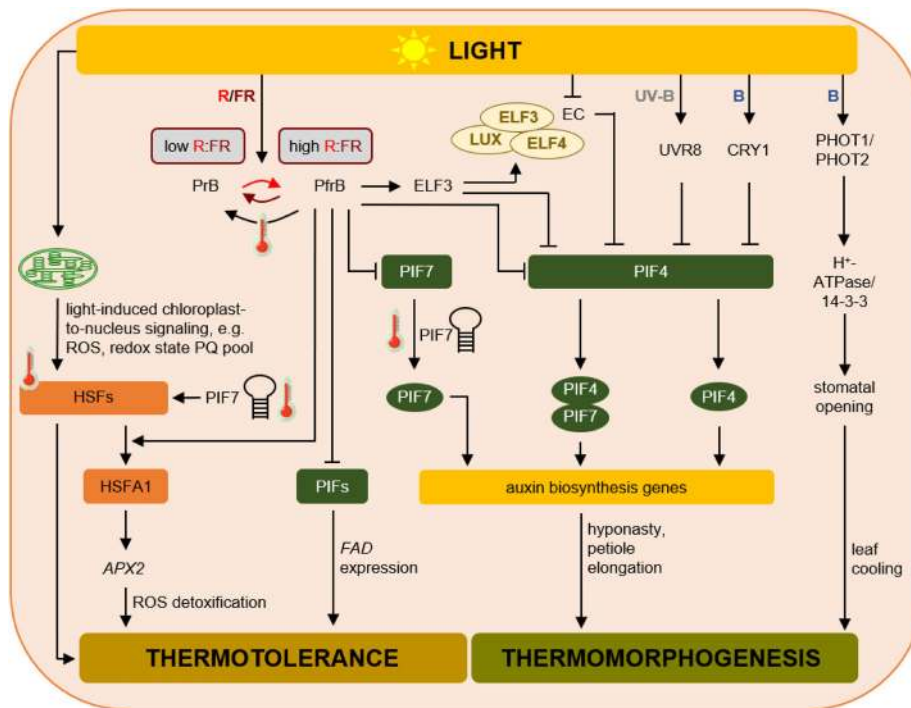 LIGHT
R/FR
UV-B
B
B
low R:FR
high R:FR
ELF3
LUX
ELF4
EC
UVR8
CRY1
PHOT1/
PHOT2
PrB
PfrB
ELF3
PIF7
PIF4
H⁺-
ATPase/
14-3-3
light-induced chloroplast-
to-nucleus signaling, e.g.
ROS, redox state PQ pool
PIF7
HSFs
PIF7
PIF7
PIF4
PIF7
PIF4
stomatal
opening
HSFA1
PIFs
auxin biosynthesis genes
APX2
FAD
expression
hyponasty,
petiole
elongation
leaf
cooling
ROS detoxification
THERMOTOLERANCE
THERMOMORPHOGENESIS